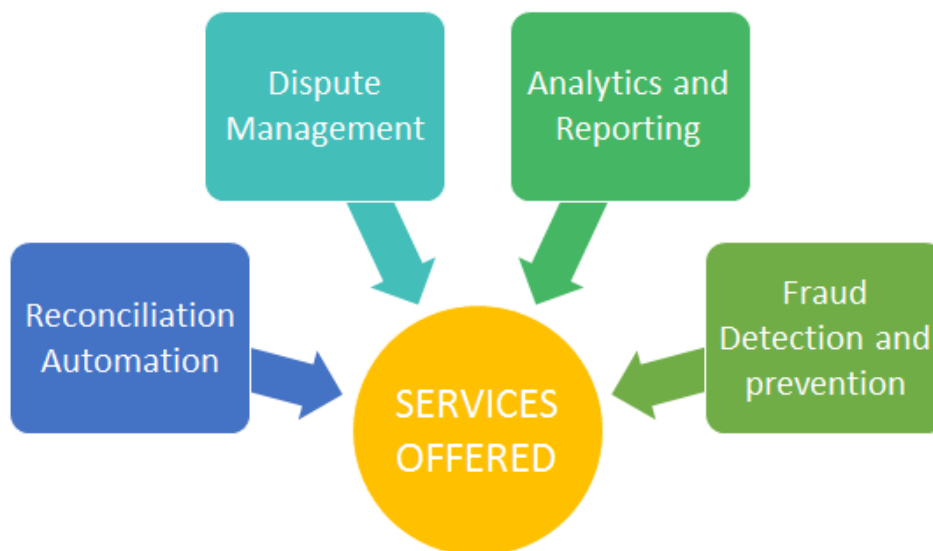 Dispute
Management
Analytics and
Reporting
Reconciliation
Automation
Fraud
Detection and
prevention
SERVICES
OFFERED